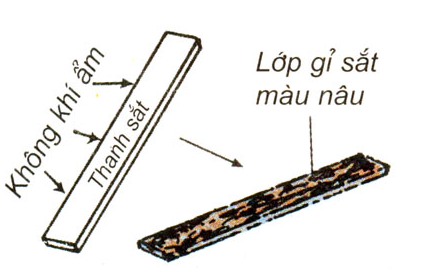 Không khí ẩm
Thanh sắt
Lớp gỉ sắt
màu nâu